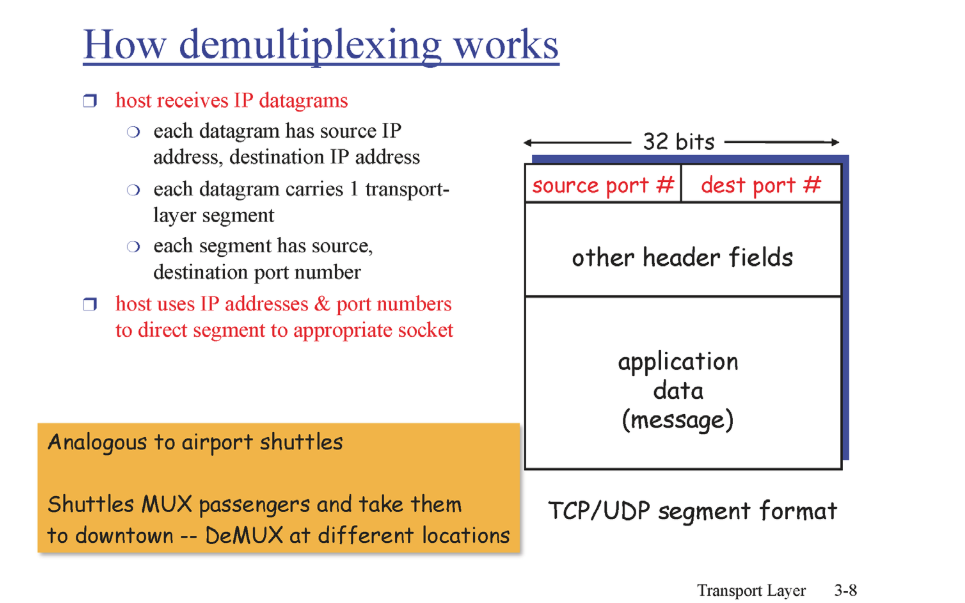 How demultiplexing works
❒ host receives IP datagrams
❍ each datagram has source IP
address, destination IP address
❍ each datagram carries 1 transport-
layer segment
❍ each segment has source,
destination port number
❒ host uses IP addresses & port numbers
to direct segment to appropriate socket
32 bits
source port # dest port #
other header fields
application
data
(message)
TCP/UDP segment format
Analogous to airport shuttles
Shuttles MUX passengers and take them
to downtown -- DeMUX at different locations
Transport Layer 3-8